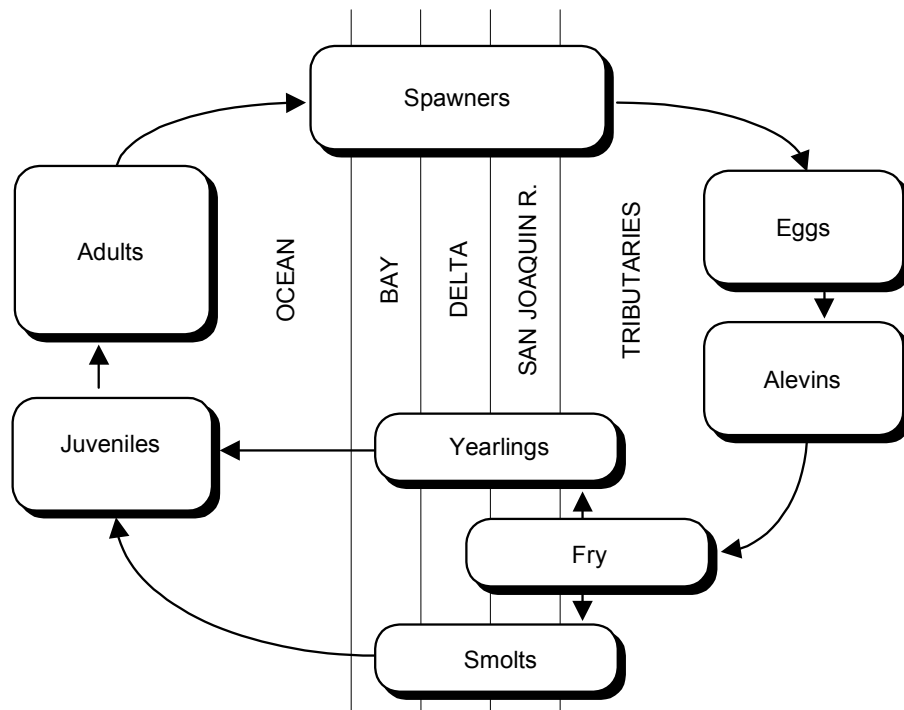 Spawners
Adults
OCEAN
BAY
DELTA
SAN JOAQUIN R.
TRIBUTARIES
Eggs
Alevins
Juveniles
Yearlings
Fry
Smolts